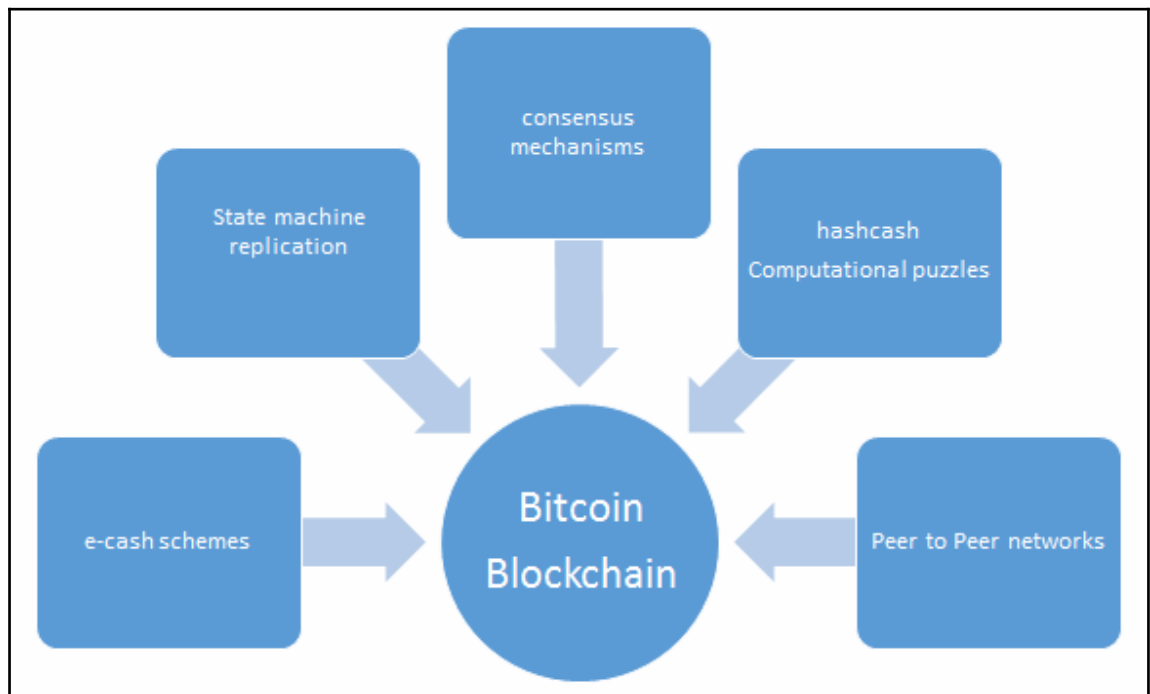 consensus
mechanisms
State machine
replication
hashcash
Computational puzzles
e-cash schemes
Bitcoin
Blockchain
Peer to Peer networks